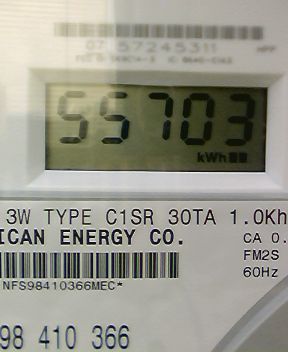 07 57245311
55703
kWh
3W TYPE C1SR 30TA 1.0Kh
ICAN ENERGY CO.
CA 0.
FM2S
60Hz
NFS98410366MEC*
98 410 366